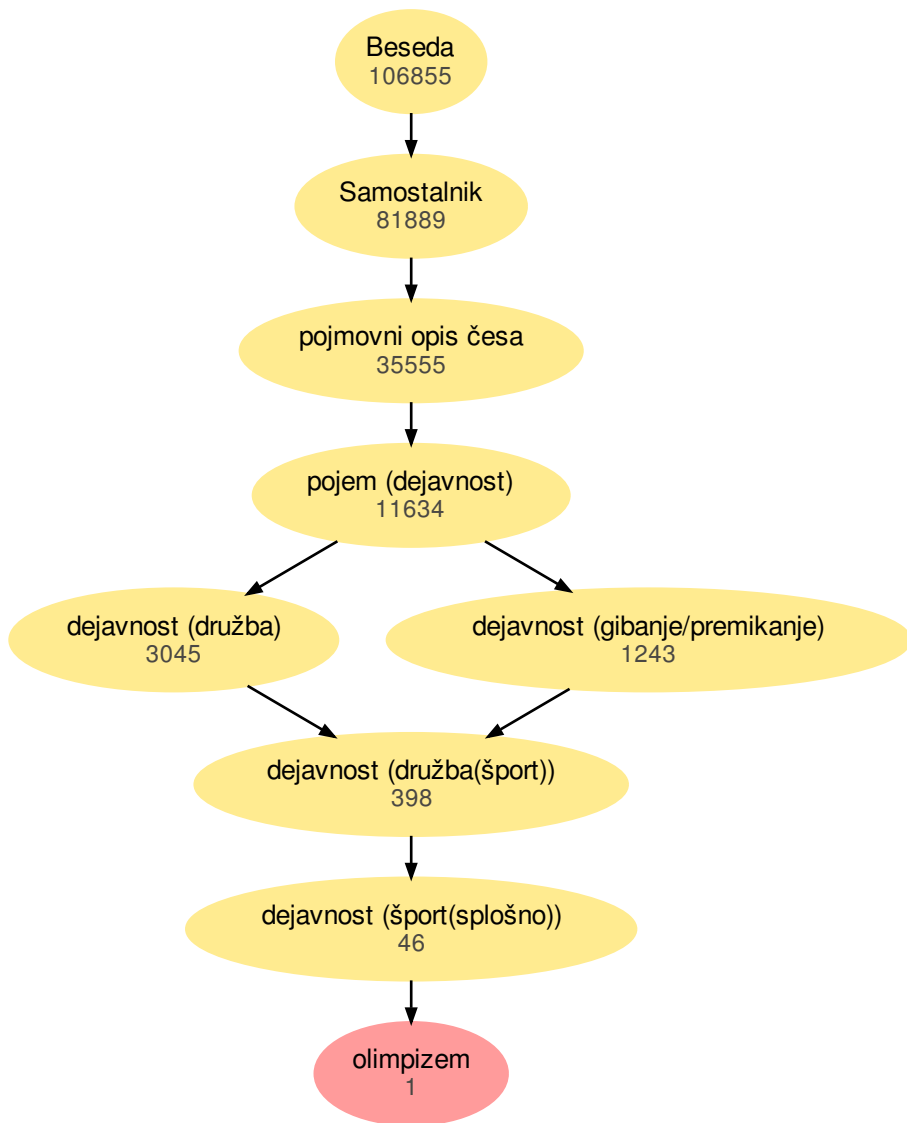 Beseda
106855
Samostalnik
81889
pojmovni opis česa
35555
pojem (dejavnost)
11634
dejavnost (družba)
3045
dejavnost (gibanje/premikanje)
1243
dejavnost (družba(šport))
398
dejavnost (šport(splošno))
46
olimpizem
1